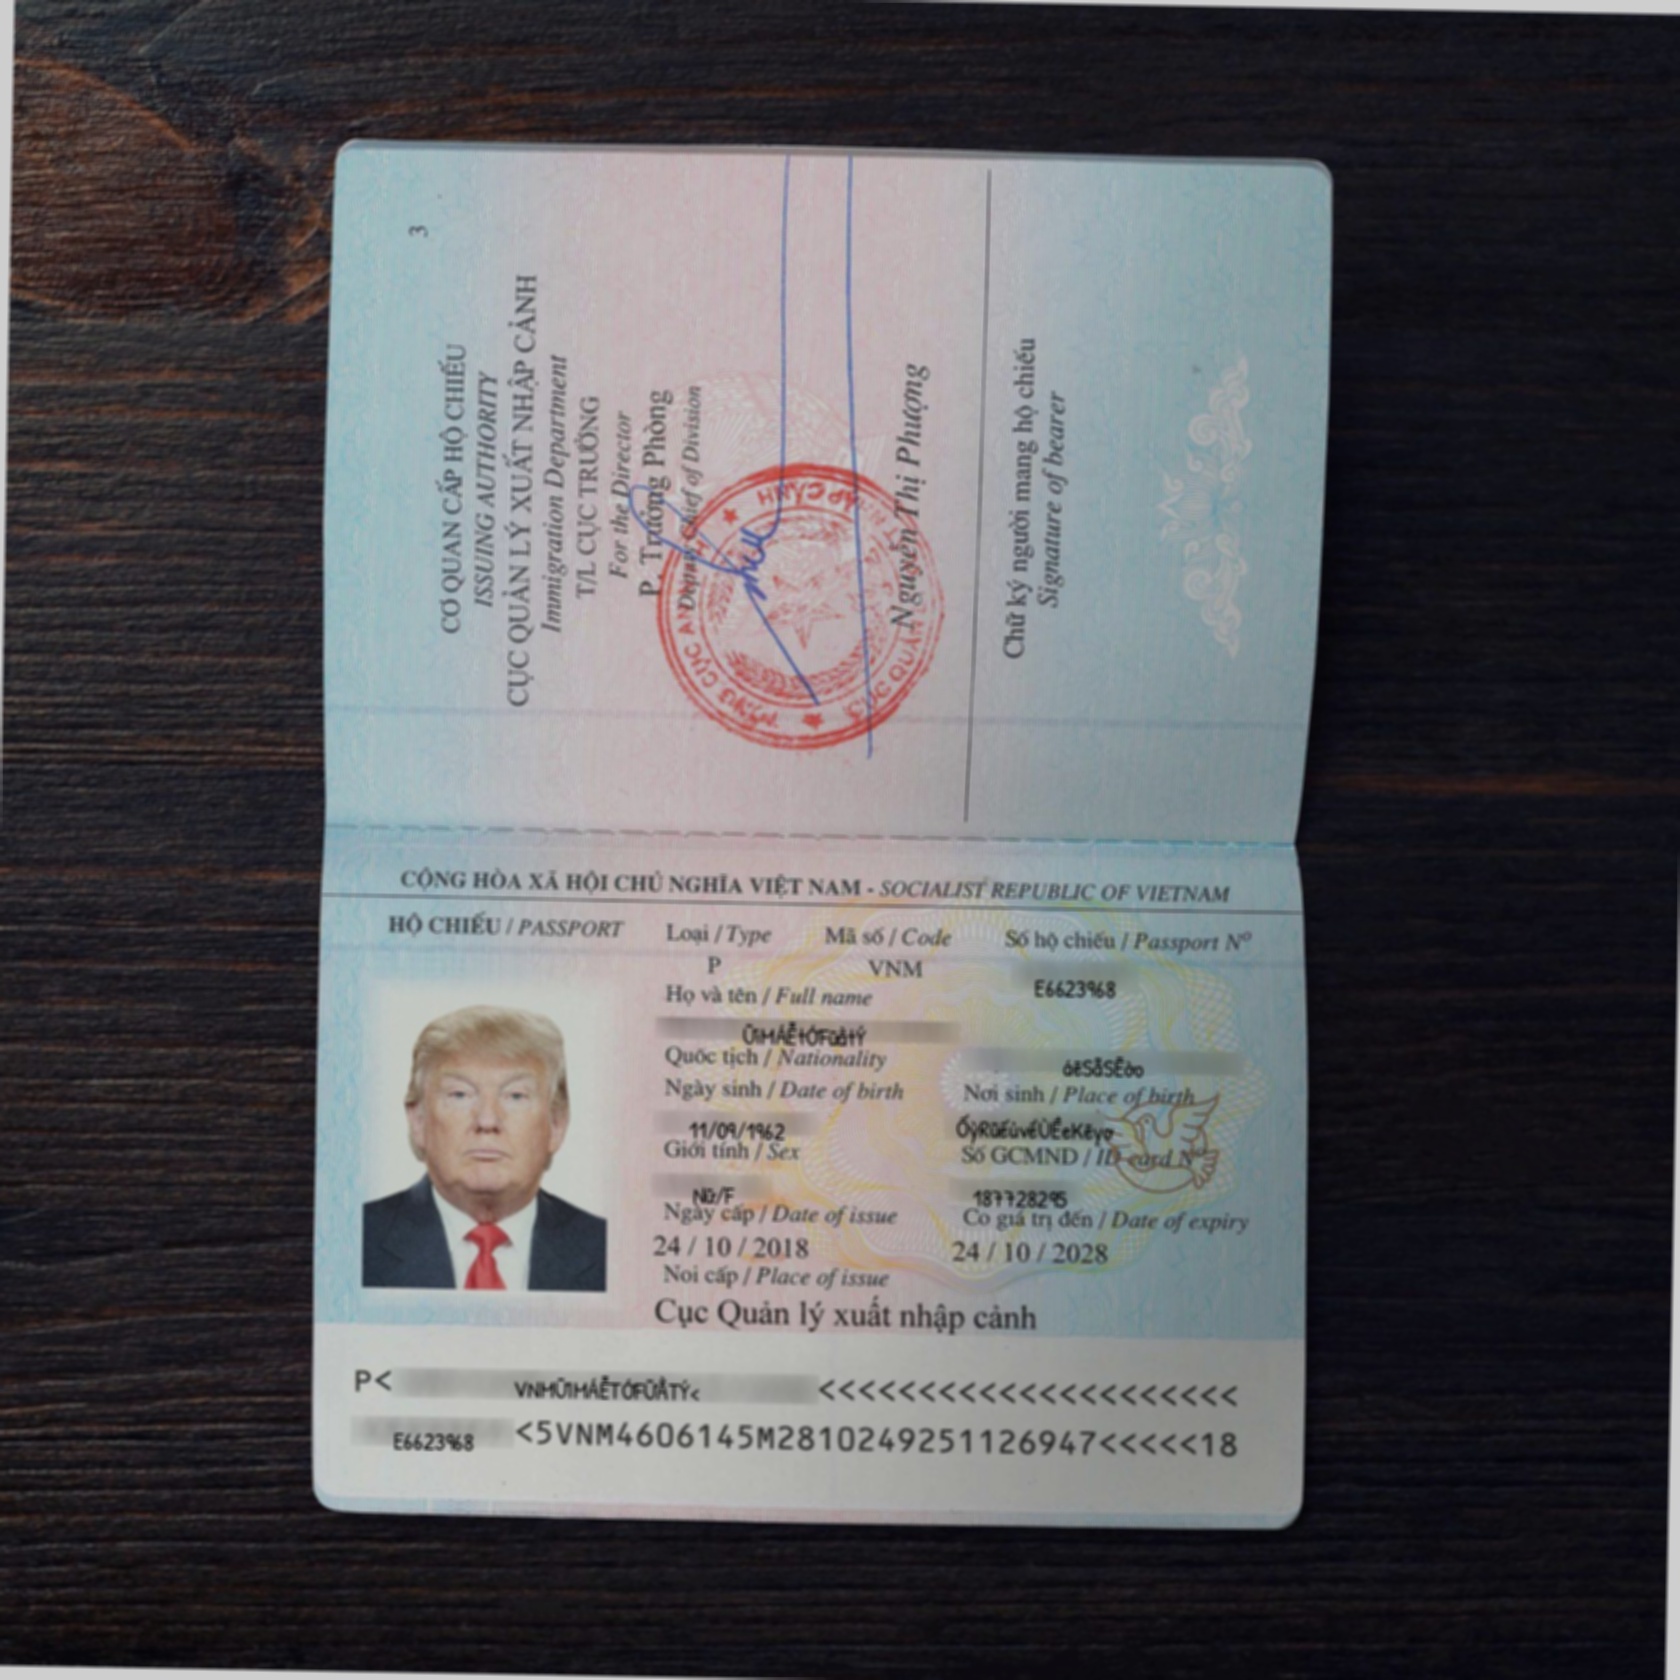 3
CƠ QUAN CẤP HỘ CHIẾU
ISSUING AUTHORITY
CỤC QUẢN LÝ XUẤT NHẬP CẢNH
Immigration Department
T/L CỤC TRƯỞNG
For the Director
P. Trưởng Phòng
Deputy Chief of Division
Nguyễn Thị Phượng
Chữ ký người mang hộ chiếu
Signature of bearer
CỘNG HÒA XÃ HỘI CHỦ NGHĨA VIỆT NAM - SOCIALIST REPUBLIC OF VIETNAM
HỘ CHIẾU / PASSPORT Loại / Type Mã số / Code Số hộ chiếu / Passport Nº
P VNM E6623968
Họ và tên / Full name
Quốc tịch / Nationality
Ngày sinh / Date of birth Nơi sinh / Place of birth
11/09/1962
Giới tính / Sex Số GCMND / ID card Nº
Nữ/F 187728295
Ngày cấp / Date of issue Có giá trị đến / Date of expiry
24 / 10 / 2018 24 / 10 / 2028
Nơi cấp / Place of issue
Cục Quản lý xuất nhập cảnh
P< <<<<<<<<<<<<<<<<<<<<<
E6623968 <5VNM4606145M2810249251126947<<<<<18